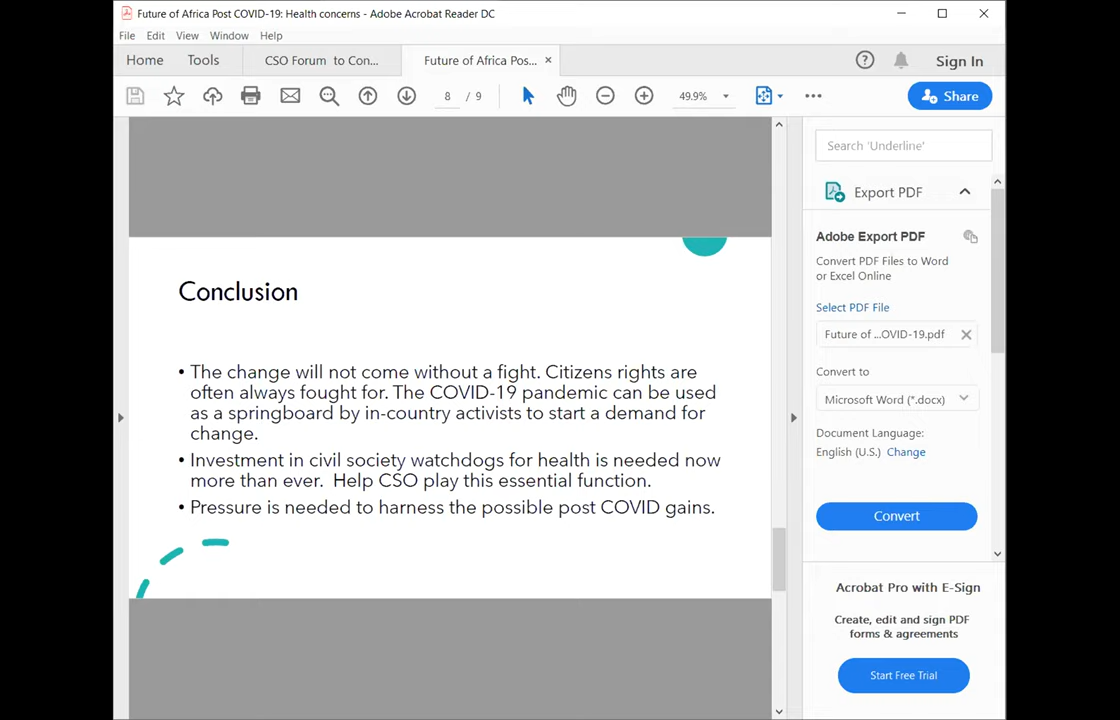 Future of Africa Post COVID-19: Health concerns - Adobe Acrobat Reader DC
File Edit View Window Help
Home Tools CSO Forum to Con... Future of Africa Pos... × Sign In
8 / 9 49.9% Share
Search 'Underline'
Export PDF
Adobe Export PDF
Convert PDF Files to Word
or Excel Online
Select PDF File
Future of ...OVID-19.pdf
Convert to
Microsoft Word (*.docx)
Document Language:
English (U.S.) Change
Convert
Acrobat Pro with E-Sign
Create, edit and sign PDF
forms & agreements
Start Free Trial
Conclusion
• The change will not come without a fight. Citizens rights are
often always fought for. The COVID-19 pandemic can be used
as a springboard by in-country activists to start a demand for
change.
• Investment in civil society watchdogs for health is needed now
more than ever. Help CSO play this essential function.
• Pressure is needed to harness the possible post COVID gains.